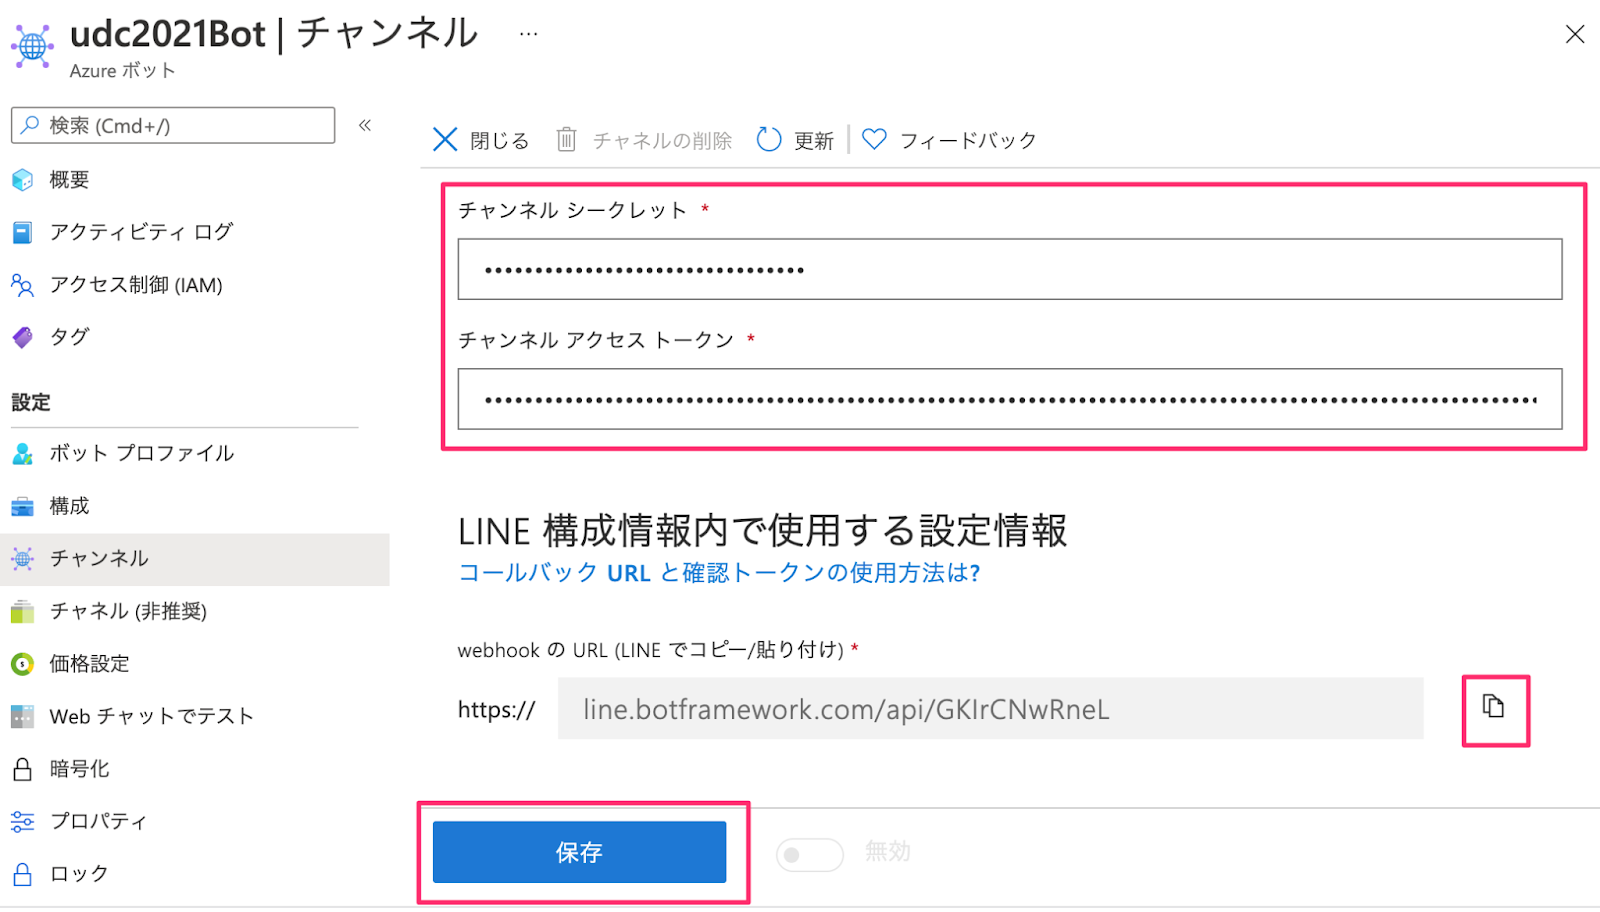 udc2021Bot | チャンネル ...
Azure ボット
検索 (Cmd+/)
«
概要
アクティビティ ログ
アクセス制御 (IAM)
タグ
設定
ボット プロファイル
構成
チャンネル
チャネル (非推奨)
価格設定
Web チャットでテスト
暗号化
プロパティ
ロック
閉じる チャネルの削除 更新 フィードバック
チャンネル シークレット *
••••••••••••••••••••••••••••••••
チャンネル アクセス トークン *
LINE 構成情報内で使用する設定情報
コールバック URL と確認トークンの使用方法は?
webhook の URL (LINE でコピー/貼り付け) *
https:// line.botframework.com/api/GKIrCNwRneL
保存 無効